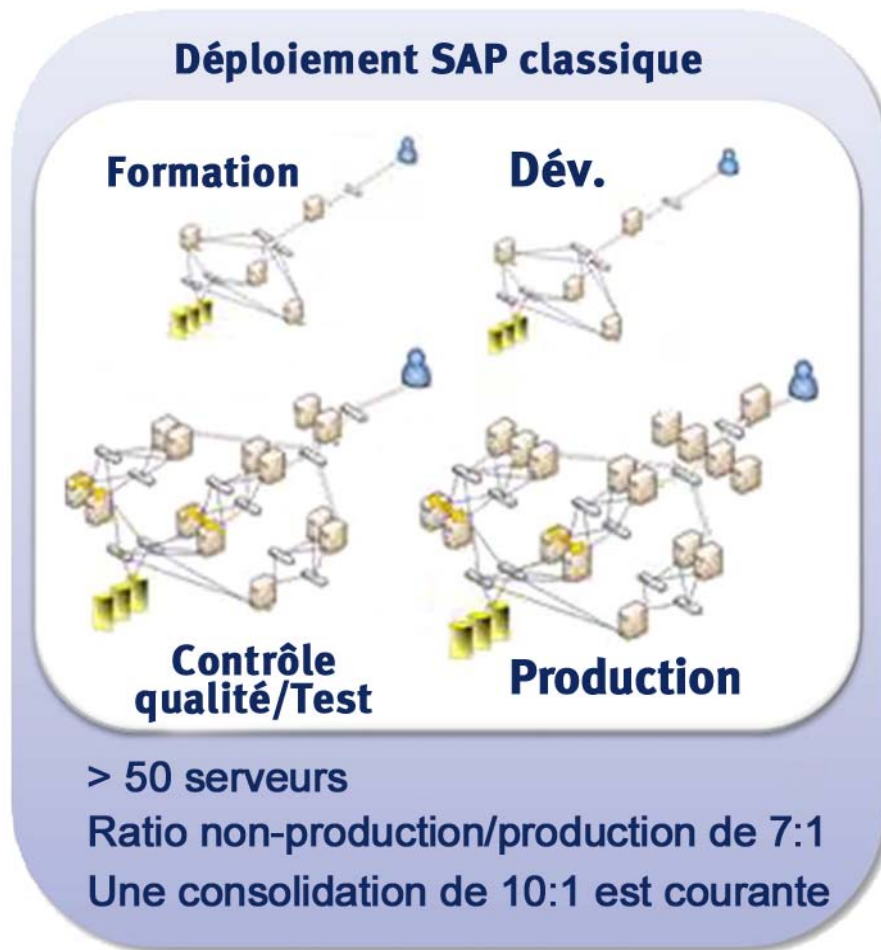 Déploiement SAP classique
Formation
Dév.
Contrôle
qualité/Test
Production
> 50 serveurs
Ratio non-production/production de 7:1
Une consolidation de 10:1 est courante